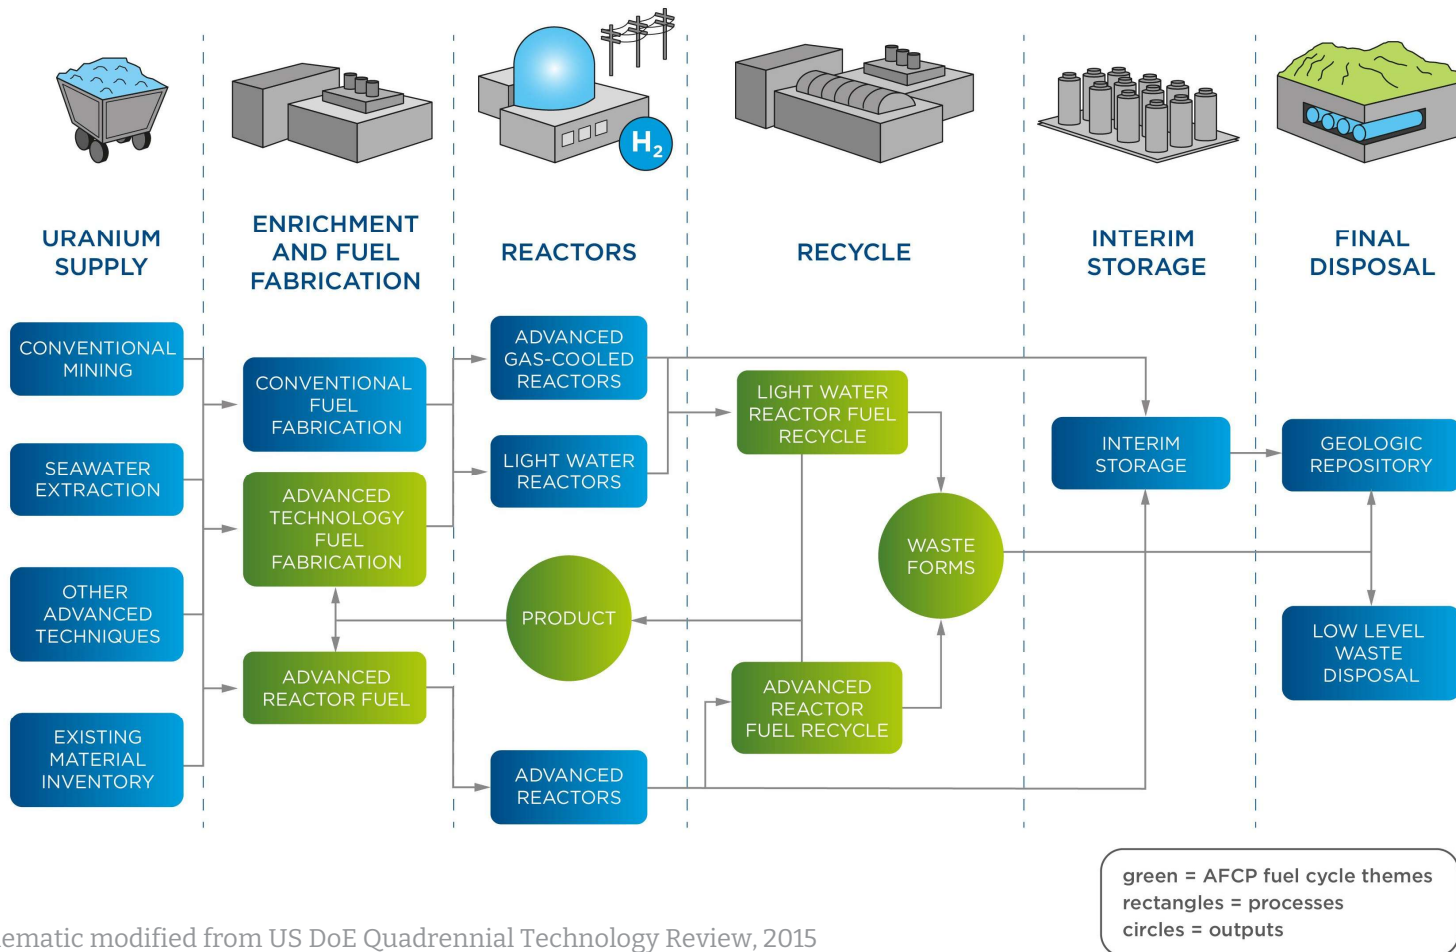 H2
URANIUM
SUPPLY
ENRICHMENT
AND FUEL
FABRICATION
REACTORS
RECYCLE
INTERIM
STORAGE
FINAL
DISPOSAL
CONVENTIONAL
MINING
SEAWATER
EXTRACTION
OTHER
ADVANCED
TECHNIQUES
EXISTING
MATERIAL
INVENTORY
CONVENTIONAL
FUEL
FABRICATION
ADVANCED
TECHNOLOGY
FUEL
FABRICATION
ADVANCED
REACTOR FUEL
ADVANCED
GAS-COOLED
REACTORS
LIGHT WATER
REACTORS
PRODUCT
ADVANCED
REACTORS
LIGHT WATER
REACTOR FUEL
RECYCLE
WASTE
FORMS
ADVANCED
REACTOR
FUEL RECYCLE
INTERIM
STORAGE
GEOLOGIC
REPOSITORY
LOW LEVEL
WASTE
DISPOSAL
green = AFCP fuel cycle themes
rectangles = processes
circles = outputs
modified from US DoE Quadrennial Technology Review, 2015